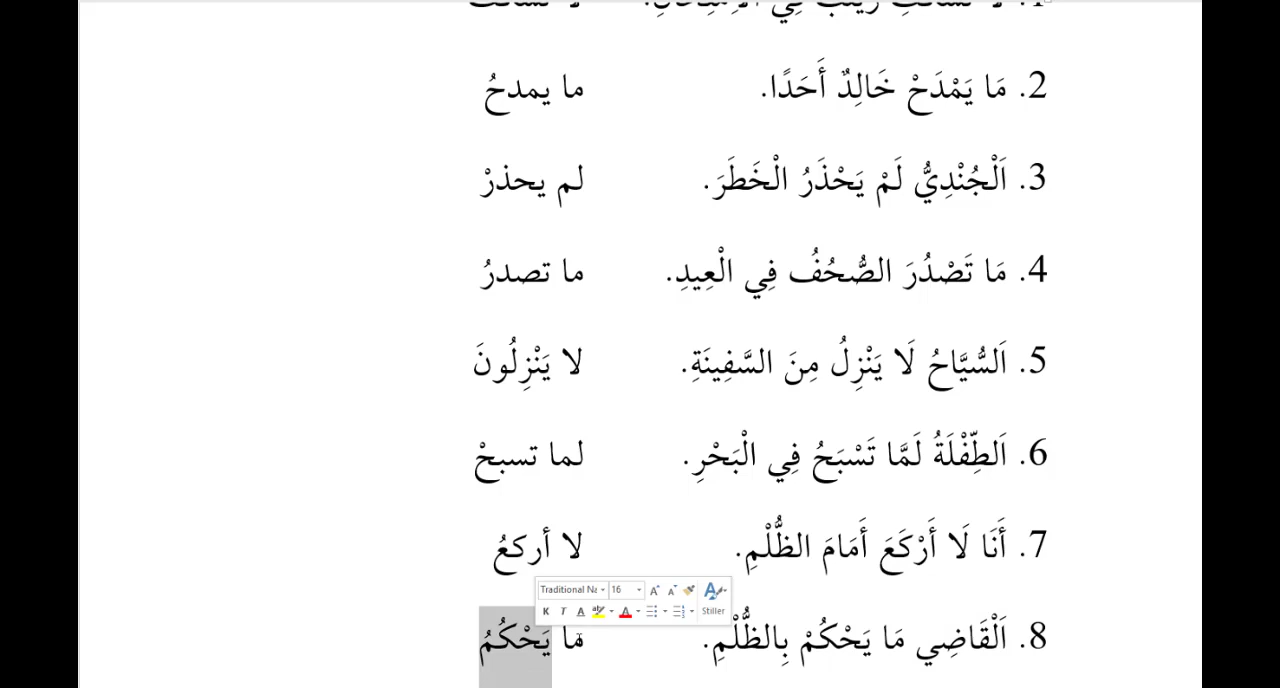 2. مَا يَمْدَحْ خَالِدٌ أَحَدًا. ما يمدحُ
3. اَلْجُنْدِيُّ لَمْ يَحْذَرُ الْخَطَرَ. لم يحذرْ
4. مَا تَصْدُرَ الصُّحُفُ فِي الْعِيدِ. ما تصدرُ
5. اَلسُّيَّاحُ لَا يَنْزِلُ مِنَ السَّفِينَةِ. لا يَنْزِلُونَ
6. اَلطِّفْلَةُ لَمَّا تَسْبَحُ فِي الْبَحْرِ. لما تسبحْ
7. أَنَا لَا أَرْكَعَ أَمَامَ الظُّلْمِ. لا أركعُ
Traditional Na 16
K T A ab A Stiller
8. اَلْقَاضِي مَا يَحْكُمْ بِالظُّلْمِ. ما يَحْكُمُ